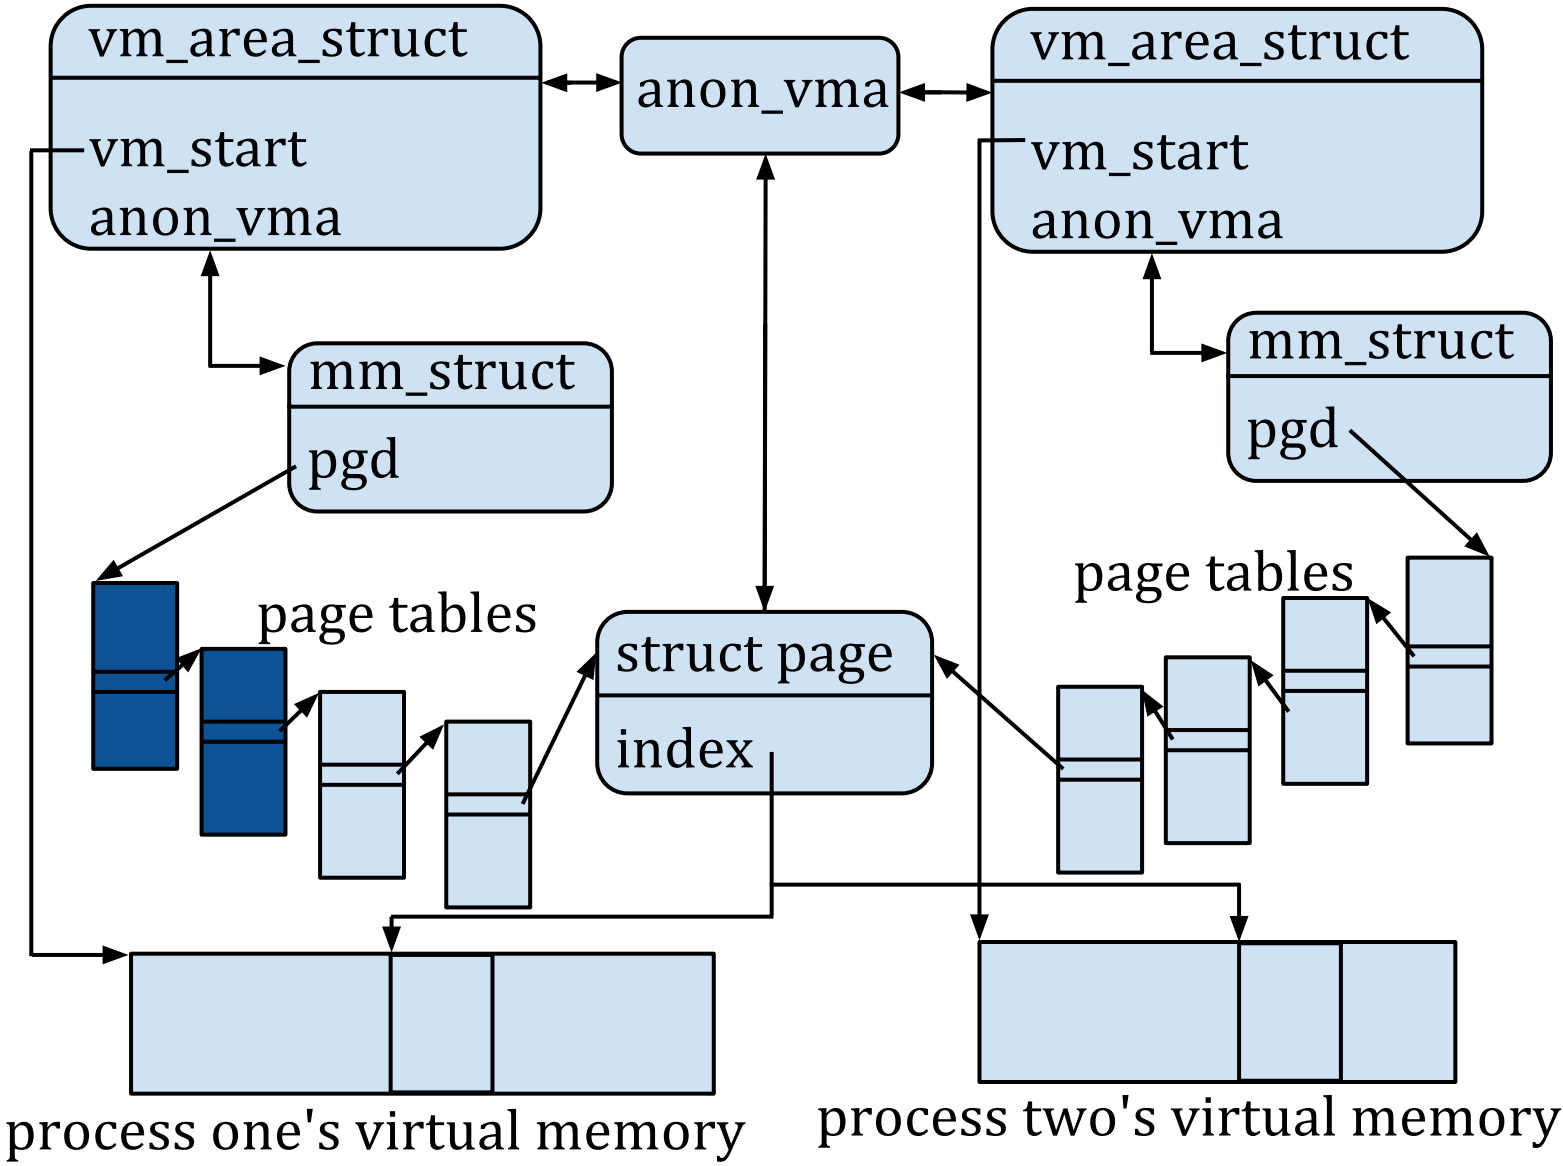 vm_area_struct
vm_start
anon_vma
anon_vma
vm_area_struct
vm_start
anon_vma
mm_struct
pgd
mm_struct
pgd
page tables
page tables
struct page
index
process one's virtual memory
process two's virtual memory